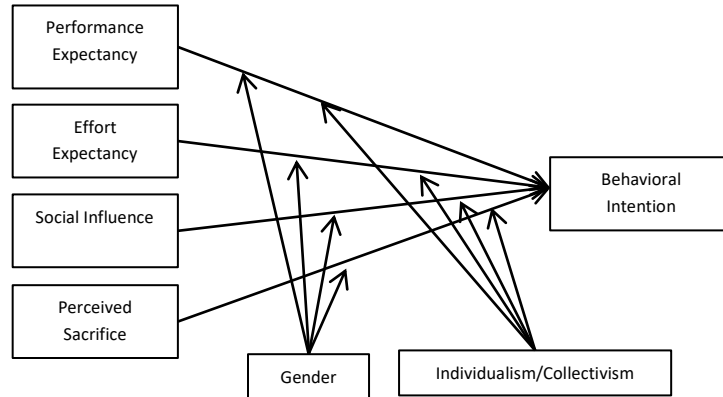 Performance
Expectancy
Effort
Expectancy
Social Influence
Perceived
Sacrifice
Behavioral
Intention
Gender
Individualism/Collectivism